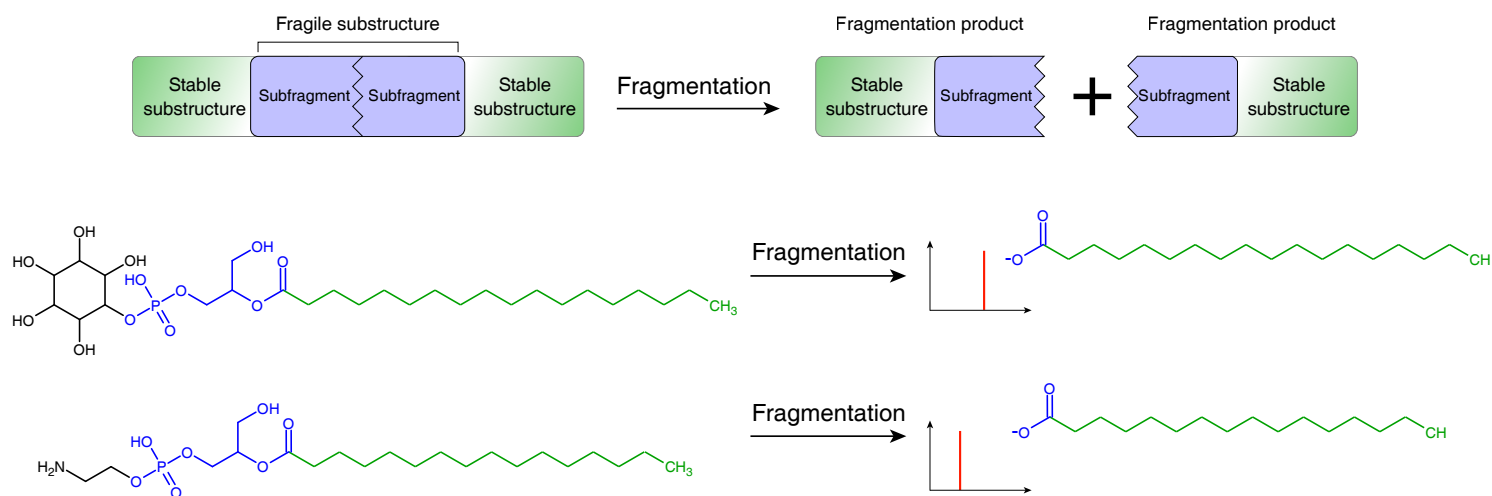 Fragile substructure
Fragmentation product
Fragmentation product
Stable
substructure
Subfragment
Subfragment
Stable
substructure
Fragmentation
Stable
substructure
Subfragment
+
Subfragment
Stable
substructure
OH
HO
OH
HO
HO
OH
HO
P
O
O
O
OH
O
O
CH3
Fragmentation
O
-O
CH
H2N
O
HO
P
O
O
OH
O
O
CH3
Fragmentation
O
-O
CH